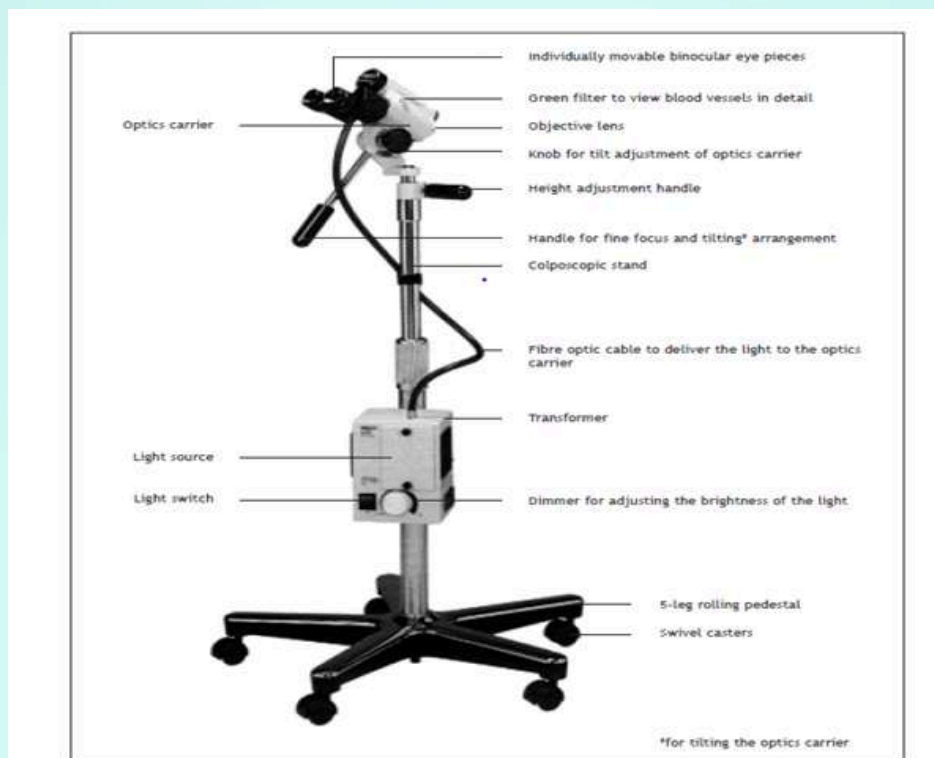 Individually movable binocular eye pieces
Green filter to view blood vessels in detail
Optics carrier
Objective lens
Knob for tilt adjustment of optics carrier
Height adjustment handle
Handle for fine focus and tilting* arrangement
Colposcopic stand
Fibre optic cable to deliver the light to the optics
carrier
Transformer
Light source
Light switch
Dimmer for adjusting the brightness of the light
5-leg rolling pedestal
Swivel casters
*for tilting the optics carrier